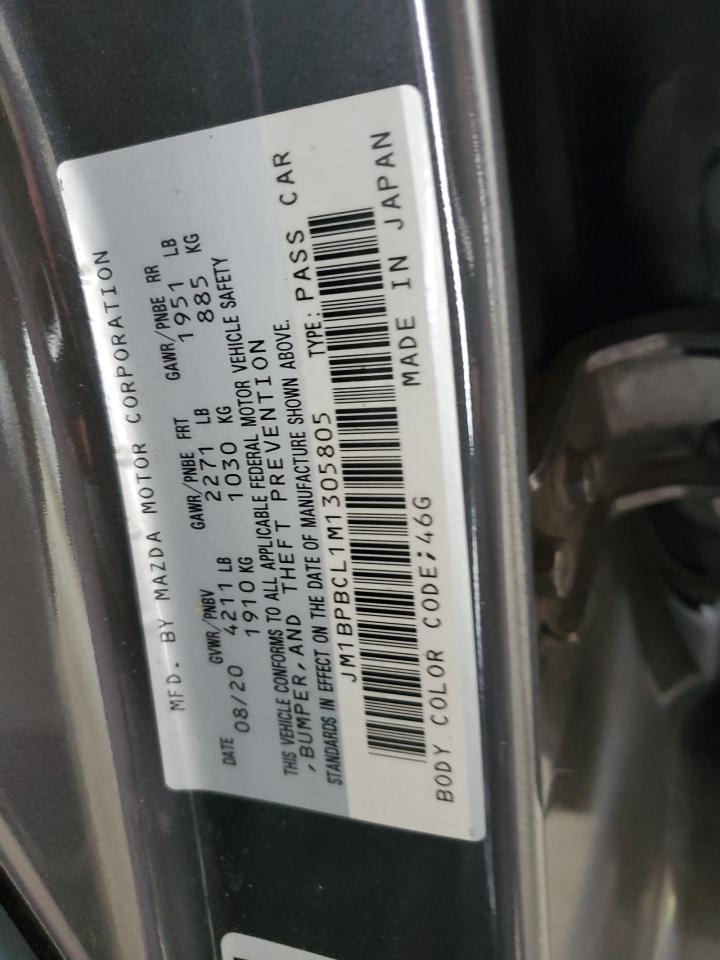 MFD. BY MAZDA MOTOR CORPORATION
DATE GVWR/PNBV GAWR/PNBE FRT GAWR/PNBE RR
08/20 4211 LB 2271 LB 1951 LB
1910 KG 1030 KG 885 KG
THIS VEHICLE CONFORMS TO ALL APPLICABLE FEDERAL MOTOR VEHICLE SAFETY
,BUMPER,AND THEFT PREVENTION
STANDARDS IN EFFECT ON THE DATE OF MANUFACTURE SHOWN ABOVE.
JM1BPBCL1M1305805 TYPE: PASS CAR
BODY COLOR CODE;46G MADE IN JAPAN